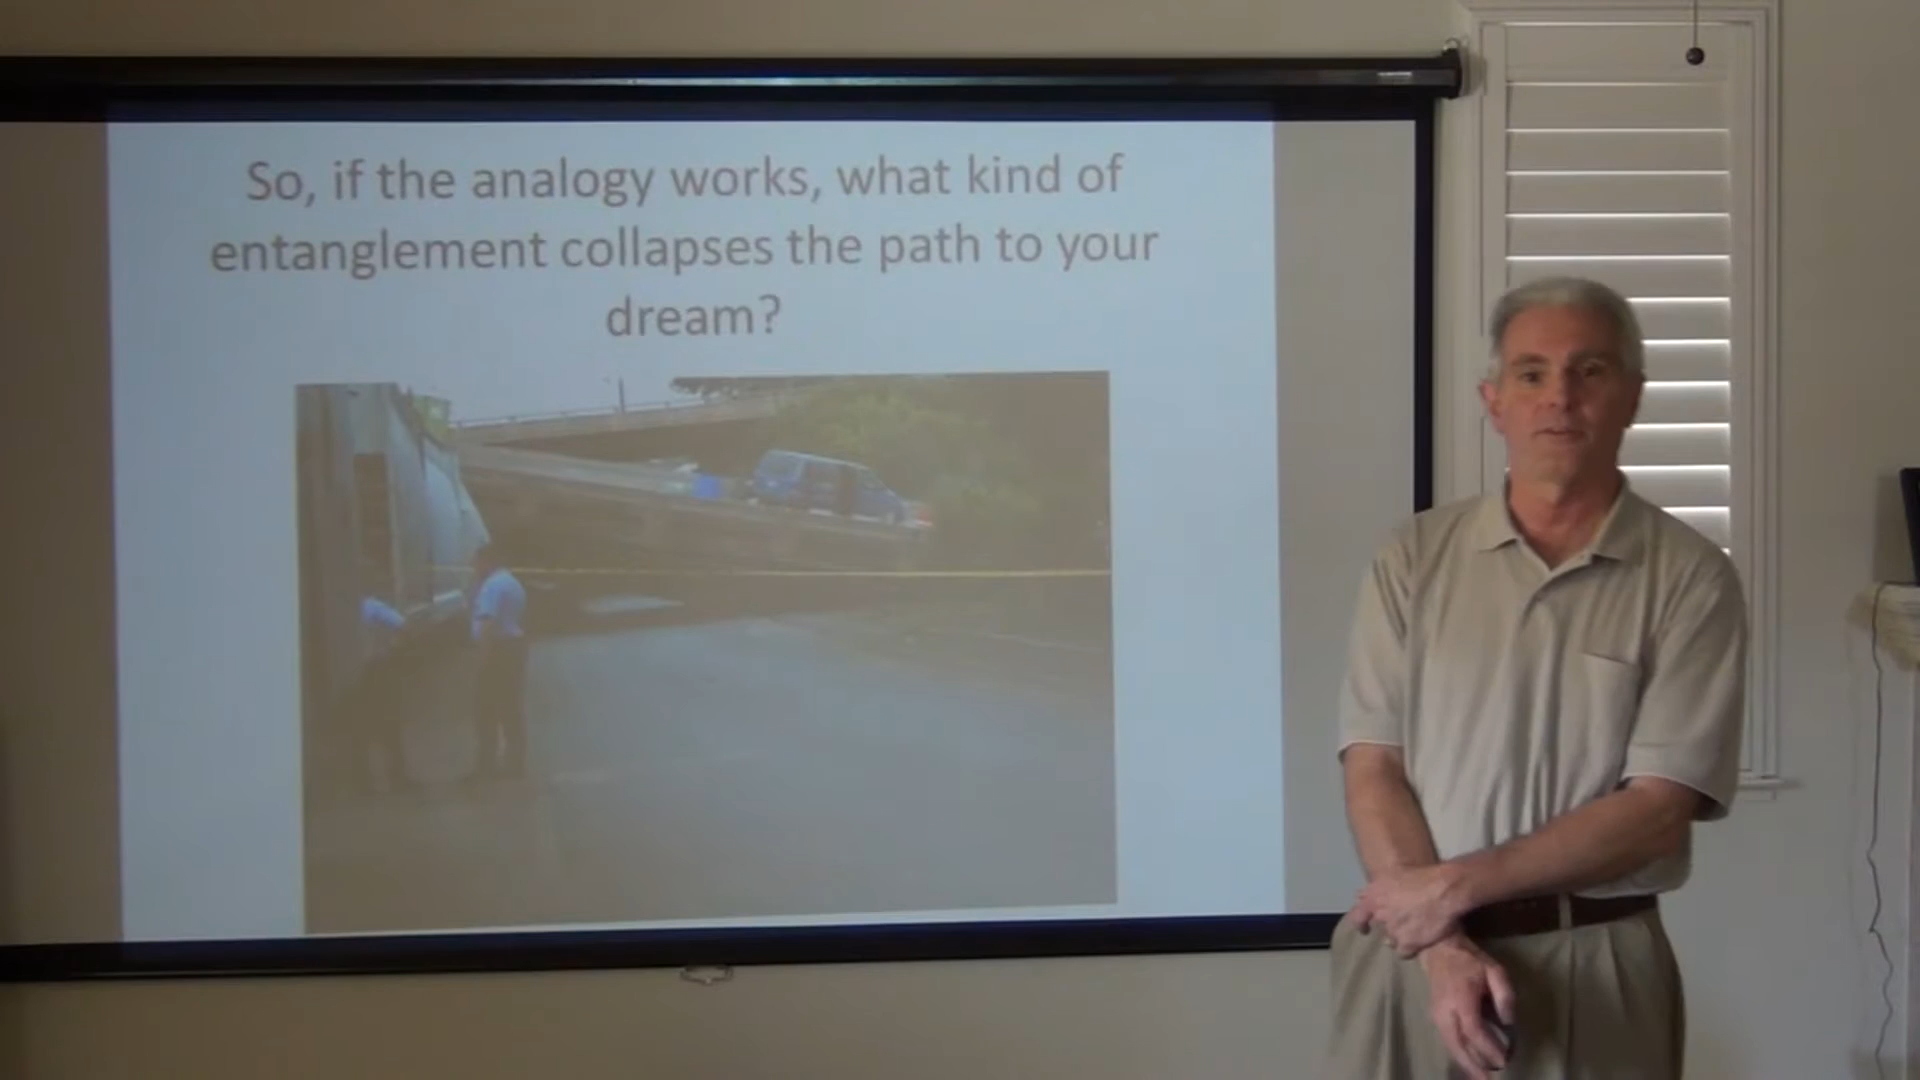 So, if the analogy works, what kind of
entanglement collapses the path to your
dream?